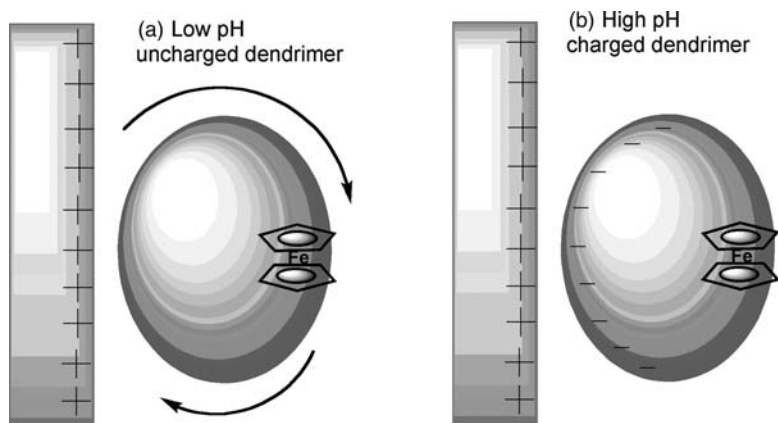 (a) Low pH
uncharged dendrimer
Fe
(b) High pH
charged dendrimer
Fe